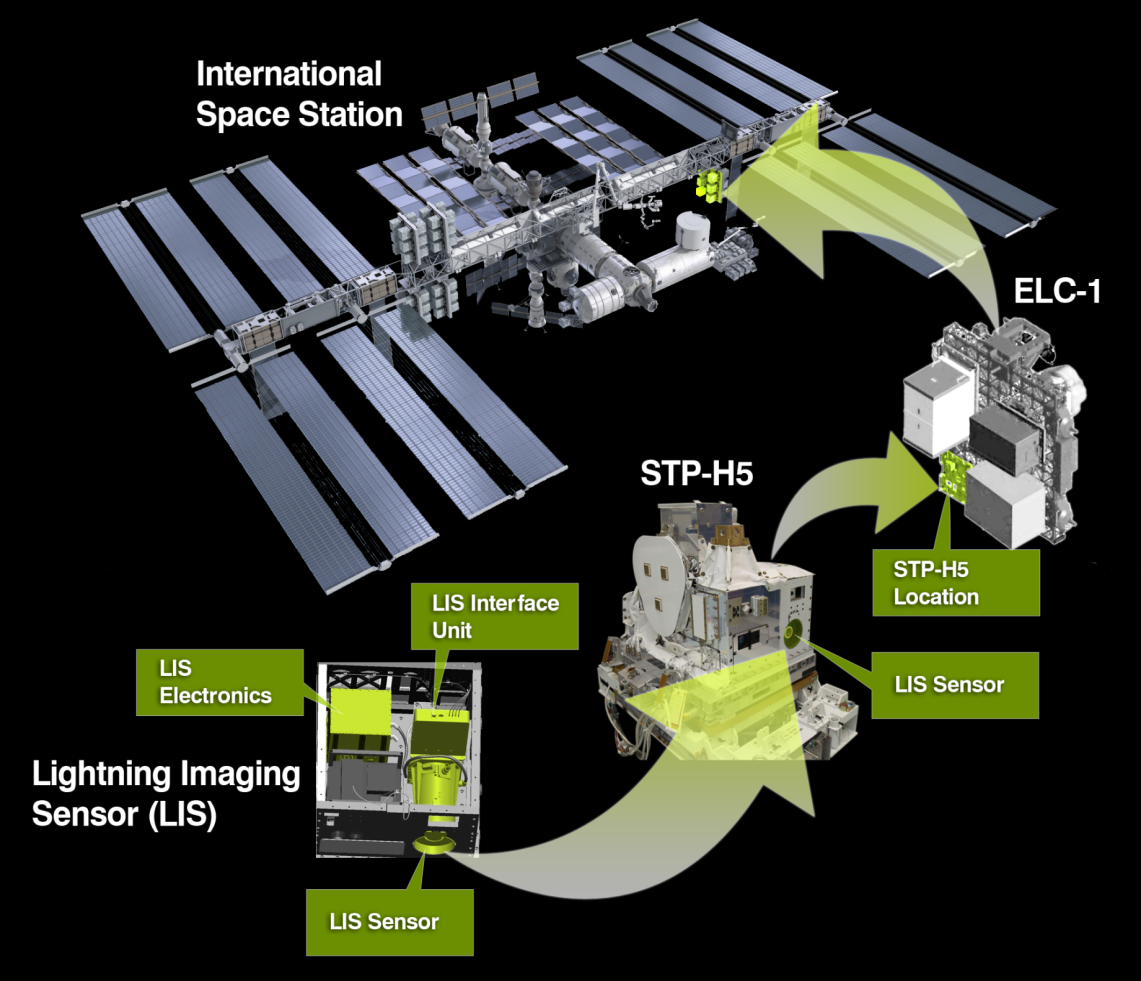 International
Space Station
ELC-1
STP-H5
STP-H5
Location
LIS Interface
Unit
LIS
Electronics
LIS Sensor
Lightning Imaging
Sensor (LIS)
LIS Sensor